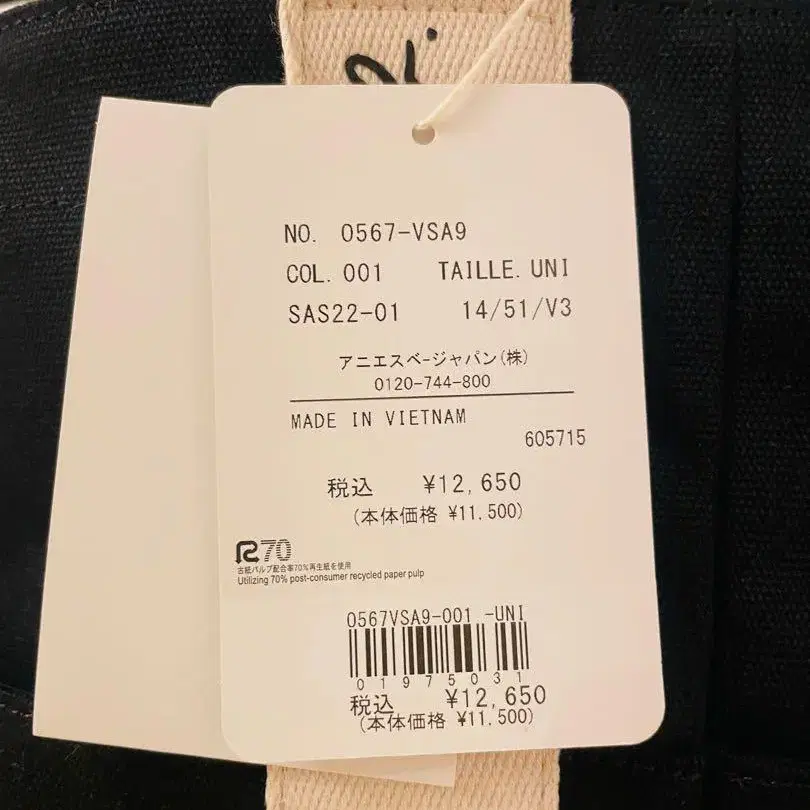 NO. 0567-VSA9
COL. 001 TAILLE. UNI
SAS22-01 14/51/V3
アニエスベージャパン(株)
0120-744-800
MADE IN VIETNAM
605715
税込 ¥12,650
(本体価格 ¥11,500)
R70
古紙パルプ配合率70%再生紙を使用
Utilizing 70% post-consumer recycled paper pulp
0567VSA9-001 -UNI
01975031
税込 ¥12,650
(本体価格 ¥11,500)